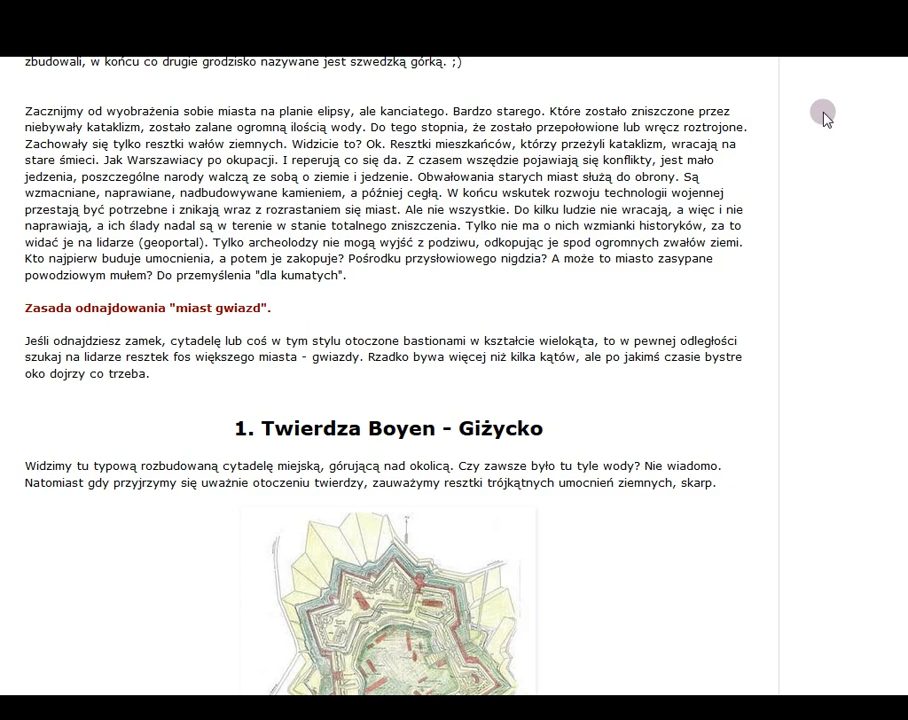 zbudowali, w końcu co drugie grodzisko nazywane jest szwedzką górką. ;)
Zacznijmy od wyobrażenia sobie miasta na planie elipsy, ale kanciatego. Bardzo starego. Które zostało zniszczone przez
niebywały kataklizm, zostało zalane ogromną ilością wody. Do tego stopnia, że zostało przepołowione lub wręcz roztrojone.
Zachowały się tylko resztki wałów ziemnych. Widzicie to? Ok. Resztki mieszkańców, którzy przeżyli kataklizm, wracają na
stare śmieci. Jak Warszawiacy po okupacji. I reperują co się da. Z czasem wszędzie pojawiają się konflikty, jest mało
jedzenia, poszczególne narody walczą ze sobą o ziemie i jedzenie. Obwałowania starych miast służą do obrony. Są
wzmacniane, naprawiane, nadbudowywane kamieniem, a później cegłą. W końcu wskutek rozwoju technologii wojennej
przestają być potrzebne i znikają wraz z rozrastaniem się miast. Ale nie wszystkie. Do kilku ludzie nie wracają, a więc i nie
naprawiają, a ich ślady nadal są w terenie w stanie totalnego zniszczenia. Tylko nie ma o nich wzmianki historyków, za to
widać je na lidarze (geoportal). Tylko archeolodzy nie mogą wyjść z podziwu, odkopując je spod ogromnych zwałów ziemi.
Kto najpierw buduje umocnienia, a potem je zakopuje? Pośrodku przysłowiowego nigdzia? A może to miasto zasypane
powodziowym mułem? Do przemyślenia "dla kumatych".
Zasada odnajdowania "miast gwiazd".
Jeśli odnajdziesz zamek, cytadelę lub coś w tym stylu otoczone bastionami w kształcie wielokąta, to w pewnej odległości
szukaj na lidarze resztek fos większego miasta - gwiazdy. Rzadko bywa więcej niż kilka kątów, ale po jakimś czasie bystre
oko dojrzy co trzeba.
1. Twierdza Boyen - Giżycko
Widzimy tu typową rozbudowaną cytadelę miejską, górującą nad okolicą. Czy zawsze było tu tyle wody? Nie wiadomo.
Natomiast gdy przyjrzymy się uważnie otoczeniu twierdzy, zauważymy resztki trójkątnych umocnień ziemnych, skarp.